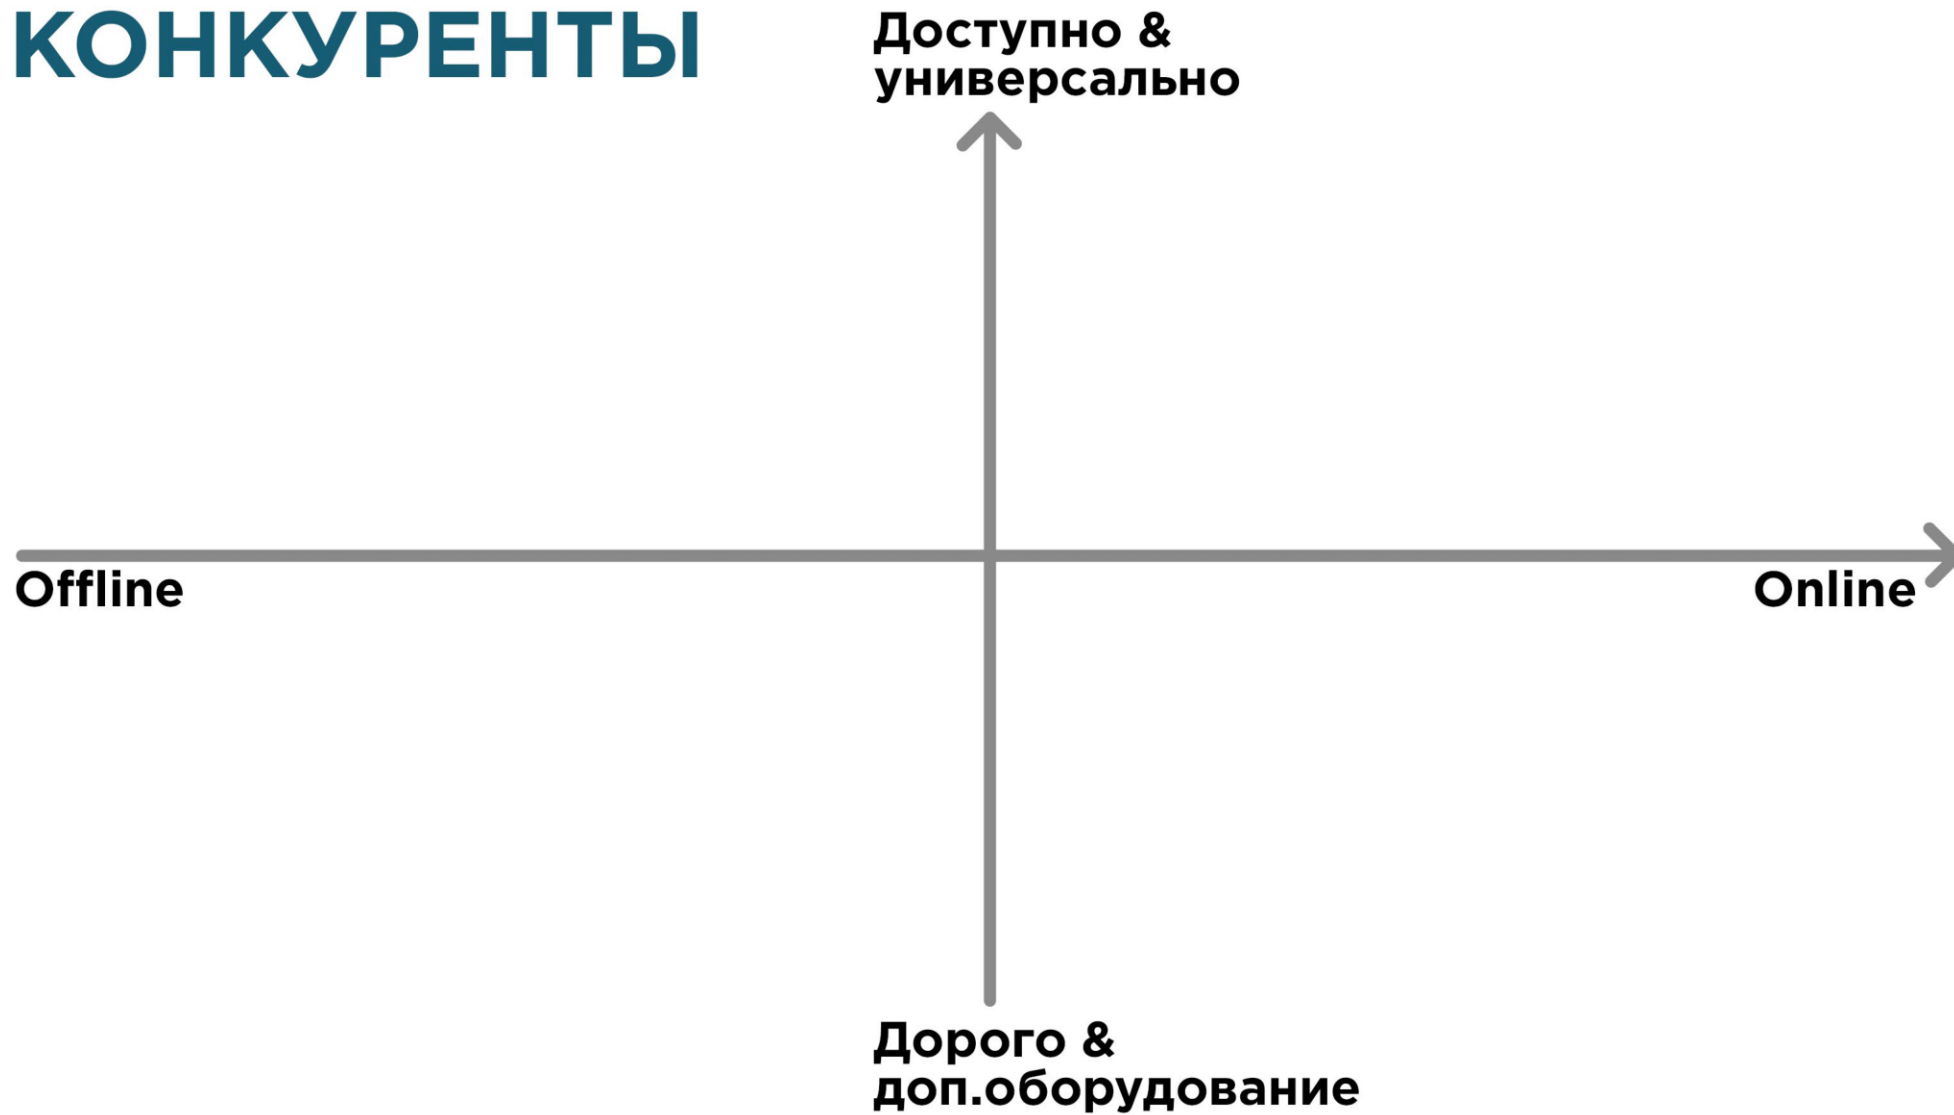 КОНКУРЕНТЫ
Доступно &
универсально
Offline
Online
Дорого &
доп.оборудование